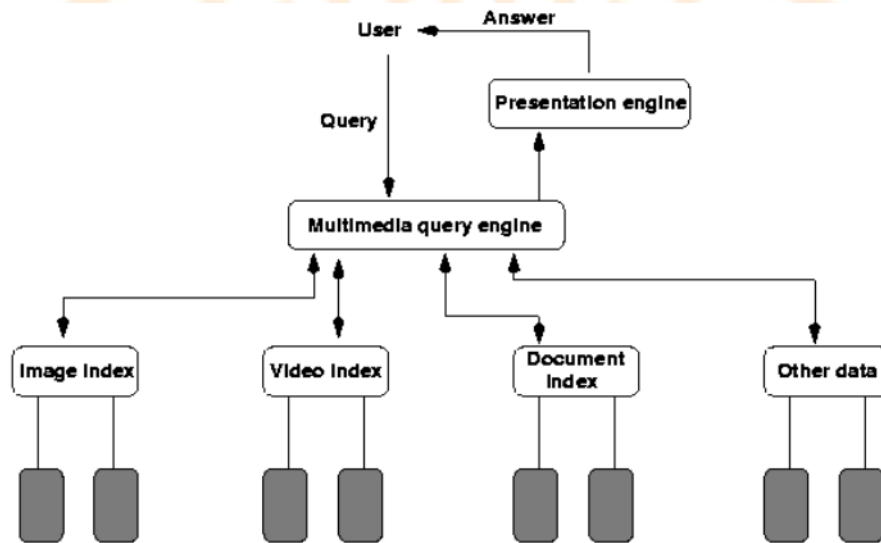 User
Answer
Presentation engine
Query
Multimedia query engine
Image index
Video index
Document
index
Other data